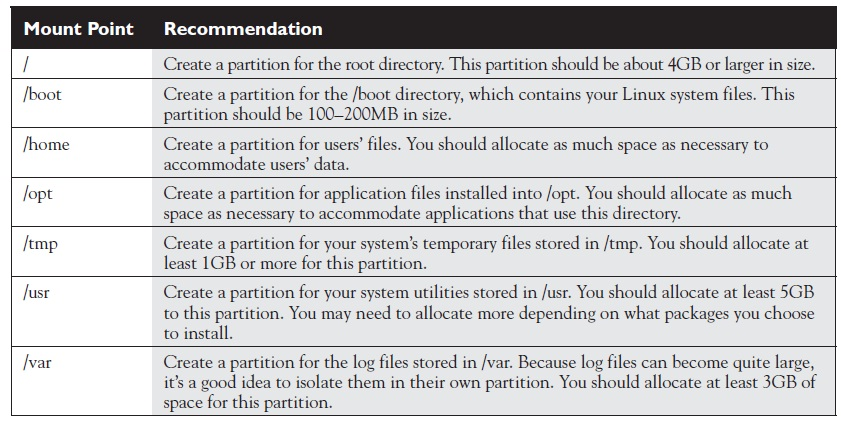 Mount Point Recommendation
/ Create a partition for the root directory. This partition should be about 4GB or larger in size.
/boot Create a partition for the /boot directory, which contains your Linux system files. This
partition should be 100–200MB in size.
/home Create a partition for users’ files. You should allocate as much space as necessary to
accommodate users’ data.
/opt Create a partition for application files installed into /opt. You should allocate as much
space as necessary to accommodate applications that use this directory.
/tmp Create a partition for your system’s temporary files stored in /tmp. You should allocate at
least 1GB or more for this partition.
/usr Create a partition for your system utilities stored in /usr. You should allocate at least 5GB
to this partition. You may need to allocate more depending on what packages you choose
to install.
/var Create a partition for the log files stored in /var. Because log files can become quite large,
it’s a good idea to isolate them in their own partition. You should allocate at least 3GB of
space for this partition.